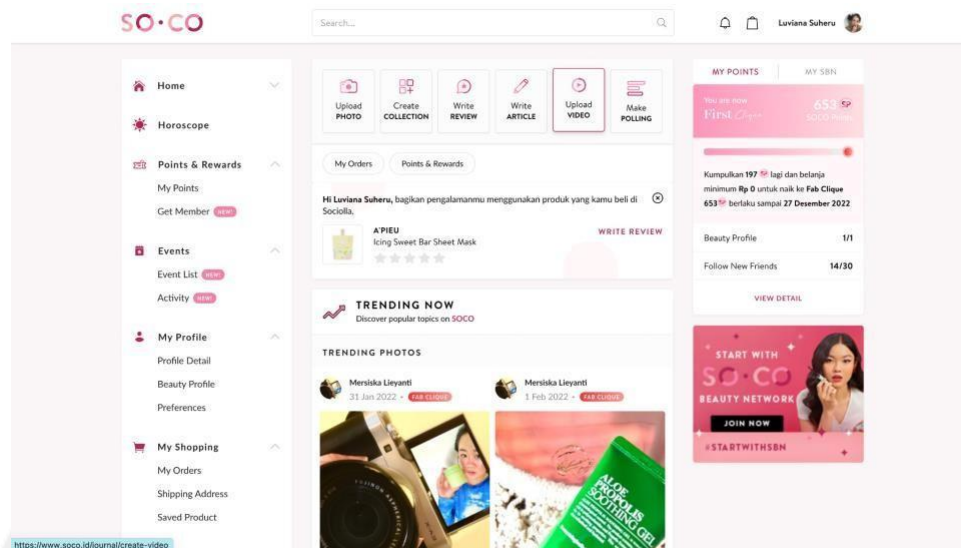 SO•CO
Search...
Luviana Suheru
Home
Horoscope
Points & Rewards
My Points
Get Member NEW!
Events
Event List NEW!
Activity NEW!
My Profile
Profile Detail
Beauty Profile
Preferences
My Shopping
My Orders
Shipping Address
Saved Product
Upload
PHOTO
Create
COLLECTION
Write
REVIEW
Write
ARTICLE
Upload
VIDEO
Make
POLLING
My Orders
Points & Rewards
Hi Luviana Suheru, bagikan pengalamanmu menggunakan produk yang kamu beli di
Sociolla,
A'PIEU
Icing Sweet Bar Sheet Mask
WRITE REVIEW
TRENDING NOW
Discover popular topics on SOCO
TRENDING PHOTOS
Mersiska Lieyanti
31 Jan 2022 • FAB CLIQUE
Mersiska Lieyanti
1 Feb 2022 • FAB CLIQUE
FUJINON ASPHERICAL
ALOE
PROPOLIS
SOOTHING GEL
MY POINTS
MY SBN
You are now
First Clique
653 SP
SOCO Points
Kumpulkan 197 SP lagi dan belanja
minimum Rp 0 untuk naik ke Fab Clique
653 SP berlaku sampai 27 Desember 2022
Beauty Profile 1/1
Follow New Friends 14/30
VIEW DETAIL
START WITH
SO•CO
BEAUTY NETWORK
JOIN NOW
#STARTWITHSBN
https://www.soco.id/journal/create-video